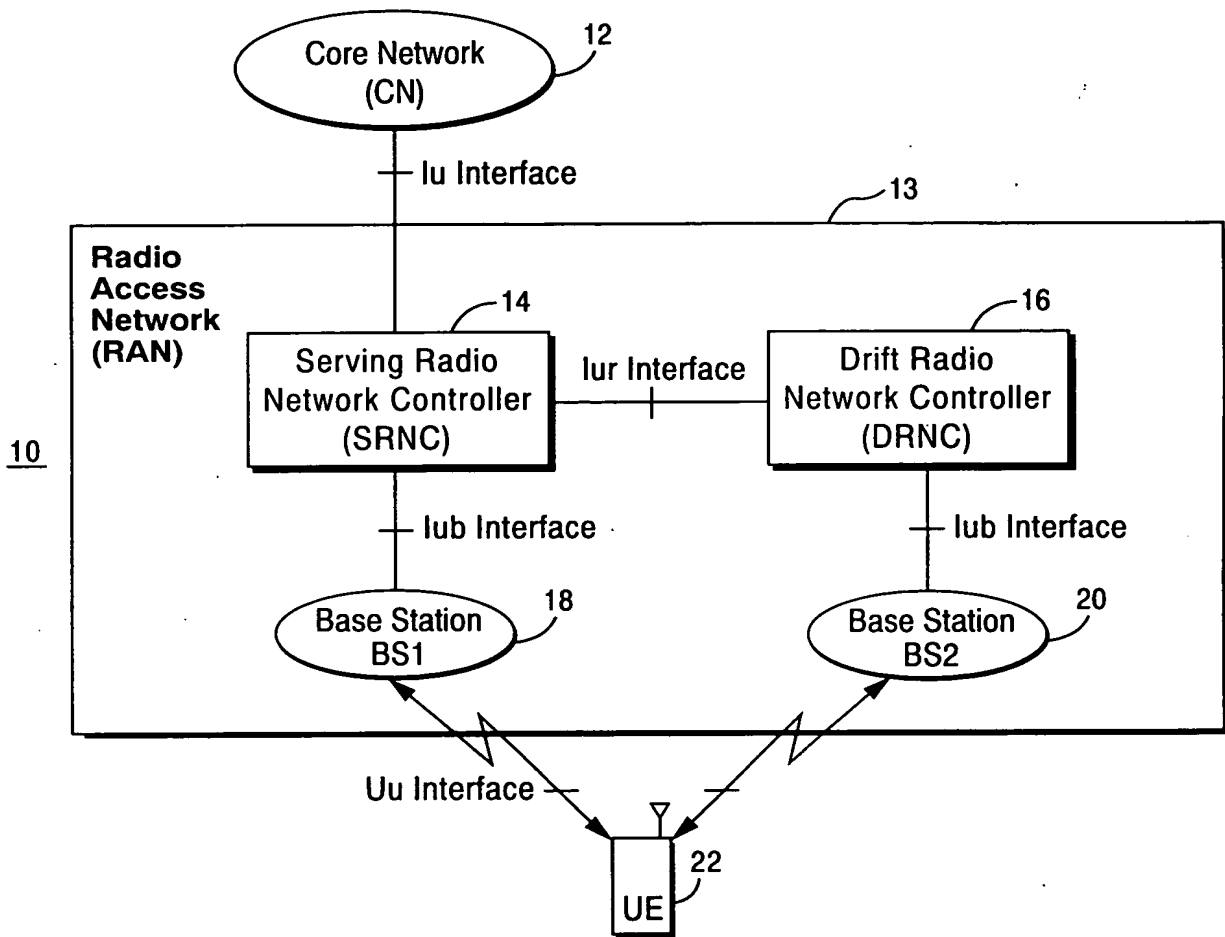 Core Network
(CN)
12
Iu Interface
13
Radio
Access
Network
(RAN)
14
16
Serving Radio
Network Controller
(SRNC)
Iur Interface
Drift Radio
Network Controller
(DRNC)
10
Iub Interface
Iub Interface
Base Station
BS1
18
Base Station
BS2
20
Uu Interface
UE
22